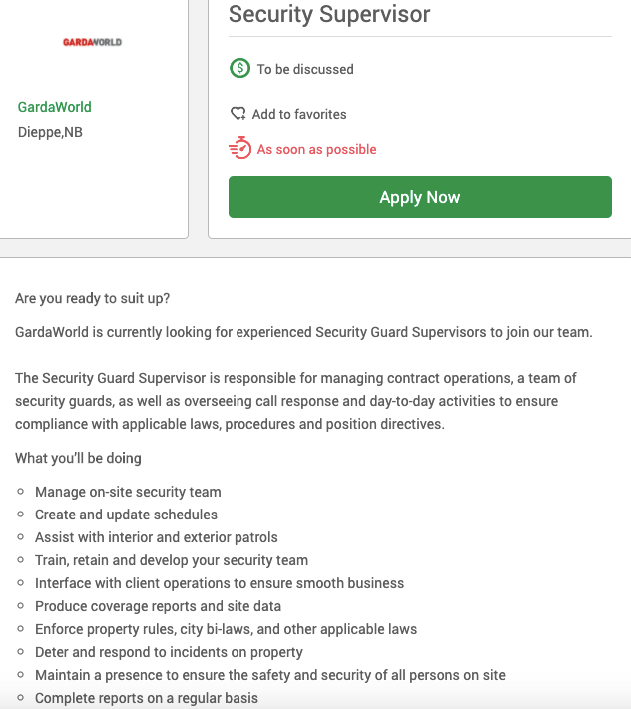 GARDAWORLD
GardaWorld
Dieppe,NB
Security Supervisor
To be discussed
Add to favorites
As soon as possible
Apply Now
Are you ready to suit up?
GardaWorld is currently looking for experienced Security Guard Supervisors to join our team.
The Security Guard Supervisor is responsible for managing contract operations, a team of
security guards, as well as overseeing call response and day-to-day activities to ensure
compliance with applicable laws, procedures and position directives.
What you'll be doing
Manage on-site security team
Create and update schedules
Assist with interior and exterior patrols
Train, retain and develop your security team
Interface with client operations to ensure smooth business
Produce coverage reports and site data
Enforce property rules, city bi-laws, and other applicable laws
Deter and respond to incidents on property
Maintain a presence to ensure the safety and security of all persons on site
Complete reports on a regular basis